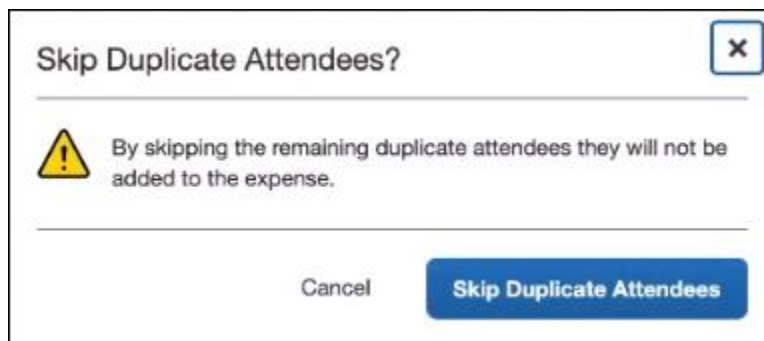 Skip Duplicate Attendees?
By skipping the remaining duplicate attendees they will not be
added to the expense.
Cancel
Skip Duplicate Attendees